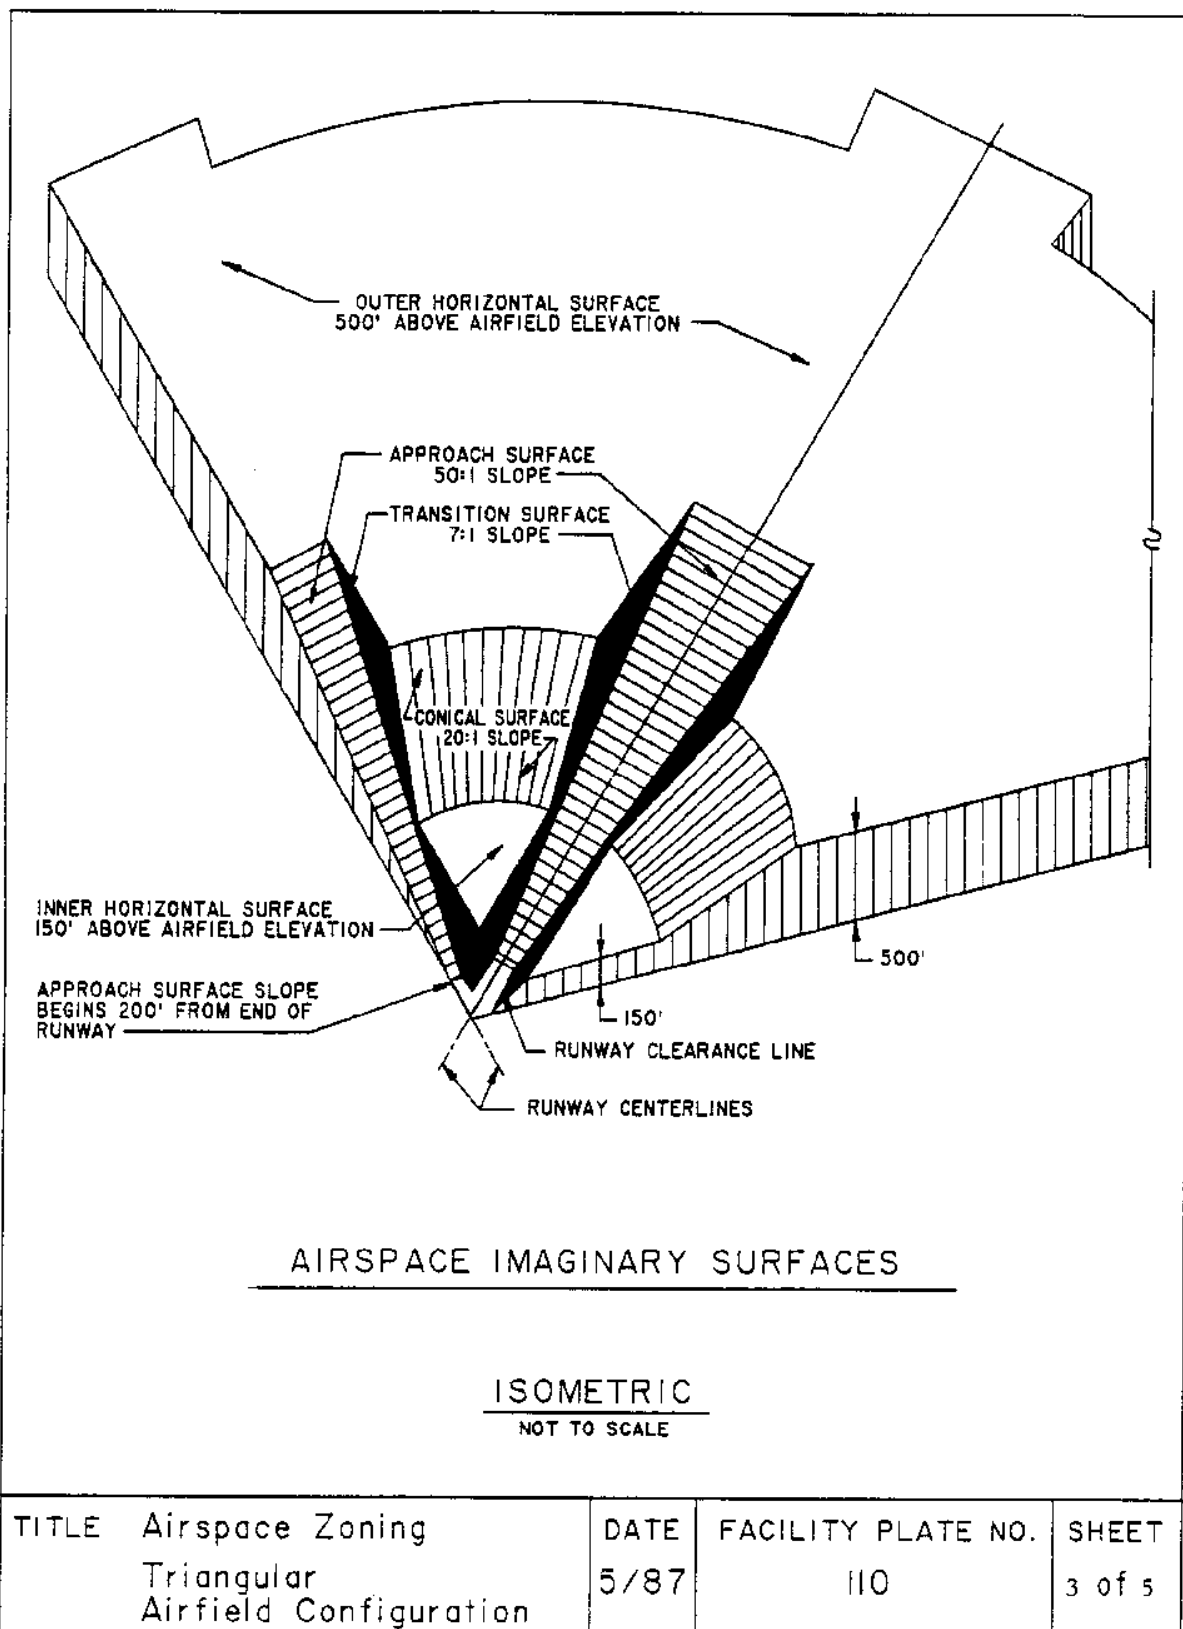 OUTER HORIZONTAL SURFACE
500' ABOVE AIRFIELD ELEVATION
APPROACH SURFACE
50:1 SLOPE
TRANSITION SURFACE
7:1 SLOPE
CONICAL SURFACE
20:1 SLOPE
INNER HORIZONTAL SURFACE
150' ABOVE AIRFIELD ELEVATION
500'
APPROACH SURFACE SLOPE
BEGINS 200' FROM END OF
RUNWAY
150'
RUNWAY CLEARANCE LINE
RUNWAY CENTERLINES
AIRSPACE IMAGINARY SURFACES
ISOMETRIC
NOT TO SCALE
TITLE Airspace Zoning
Triangular
Airfield Configuration
DATE
5/87
FACILITY PLATE NO.
110
SHEET
3 of 5